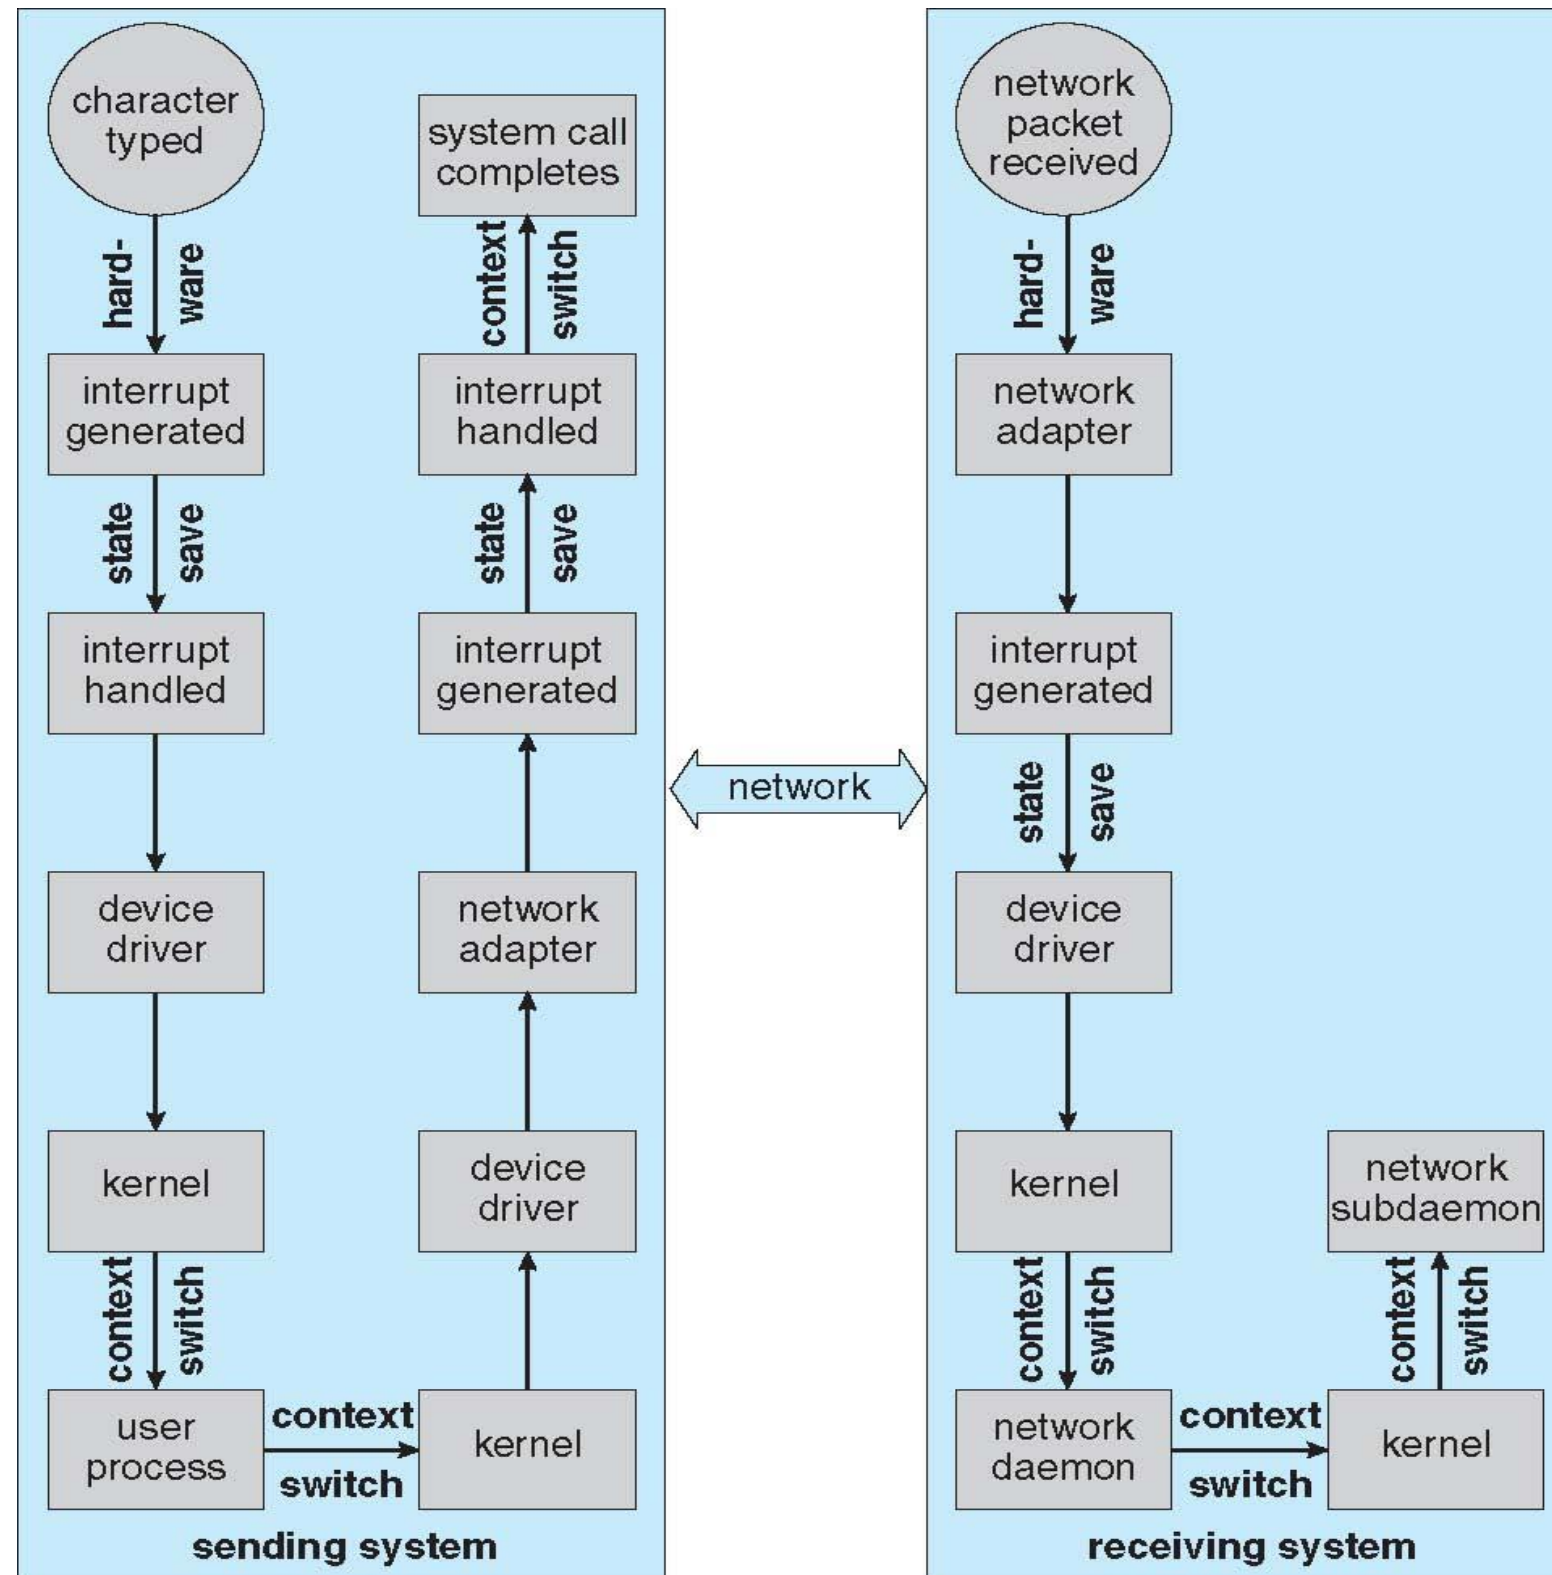 character
typed
hard-
ware
interrupt
generated
state
save
interrupt
handled
device
driver
kernel
context
switch
user
process
context
switch
kernel
device
driver
network
adapter
interrupt
generated
state
save
interrupt
handled
context
switch
system call
completes
sending system
network
network
packet
received
hard-
ware
network
adapter
interrupt
generated
state
save
device
driver
kernel
context
switch
network
daemon
context
switch
kernel
context
switch
network
subdaemon
receiving system